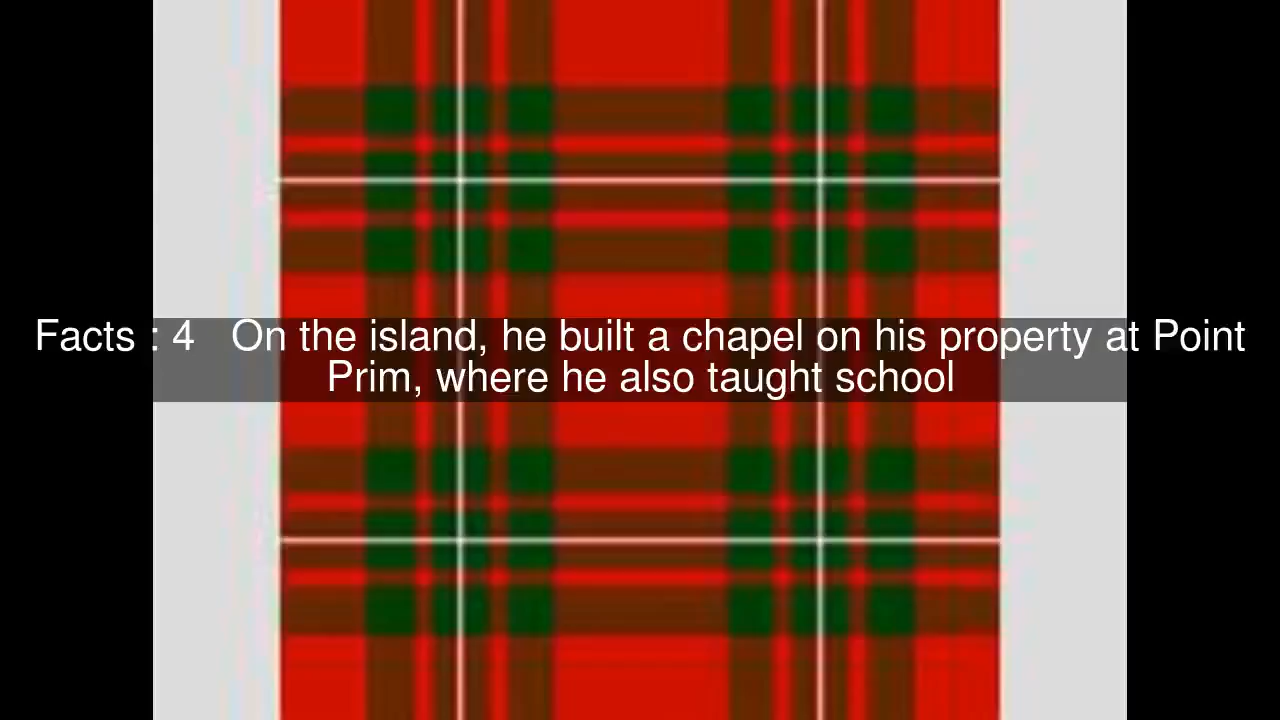 Facts : 4   On the island, he built a chapel on his property at Point
Prim, where he also taught school